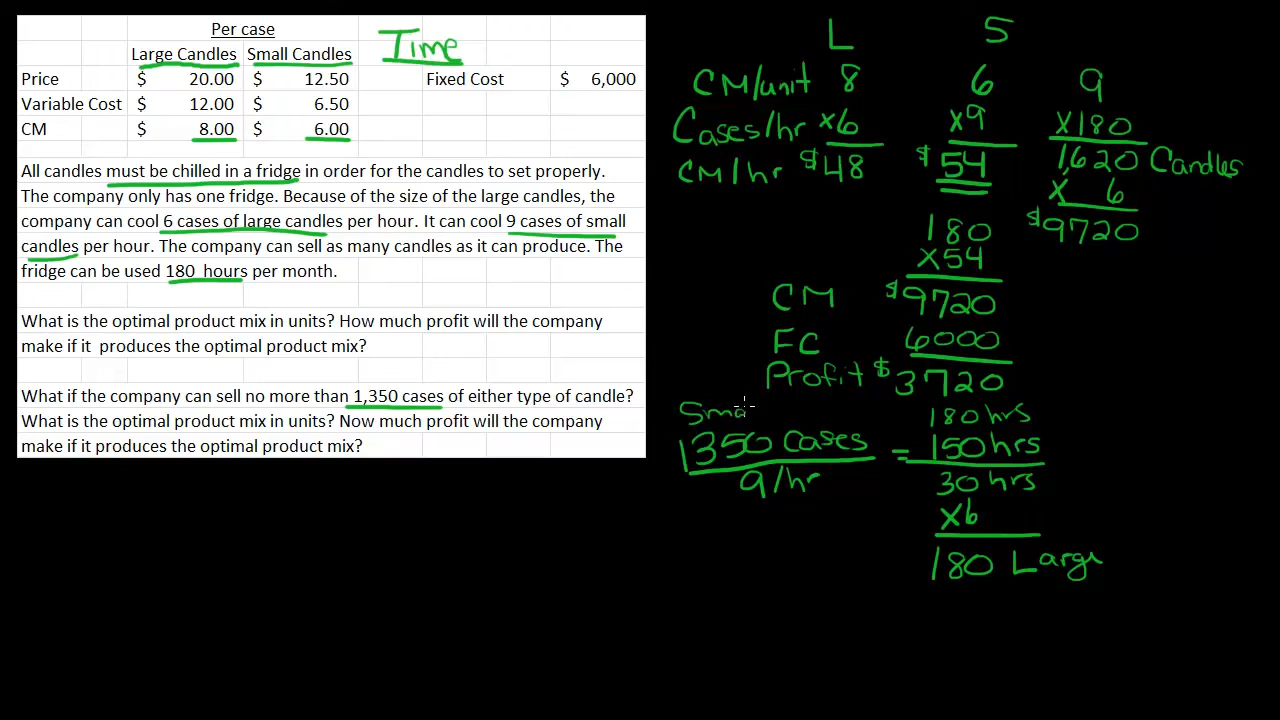 Per case
Large Candles Small Candles Time
Price $ 20.00 $ 12.50 Fixed Cost $ 6,000
Variable Cost $ 12.00 $ 6.50
CM $ 8.00 $ 6.00
All candles must be chilled in a fridge in order for the candles to set properly.
The company only has one fridge. Because of the size of the large candles, the
company can cool 6 cases of large candles per hour. It can cool 9 cases of small
candles per hour. The company can sell as many candles as it can produce. The
fridge can be used 180 hours per month.
What is the optimal product mix in units? How much profit will the company
make if it produces the optimal product mix?
What if the company can sell no more than 1,350 cases of either type of candle?
What is the optimal product mix in units? Now much profit will the company
make if it produces the optimal product mix?
L S
CM/unit 8 6 9
Cases/hr x6 x9 x180
CM/hr $48 $54 1,620 Candles
x 6
$9720
180
x54
CM $9720
FC 6000
Profit $3720
Sma
1350 Cases = 180 hrs
9/hr 150 hrs
30 hrs
x6
180 Large